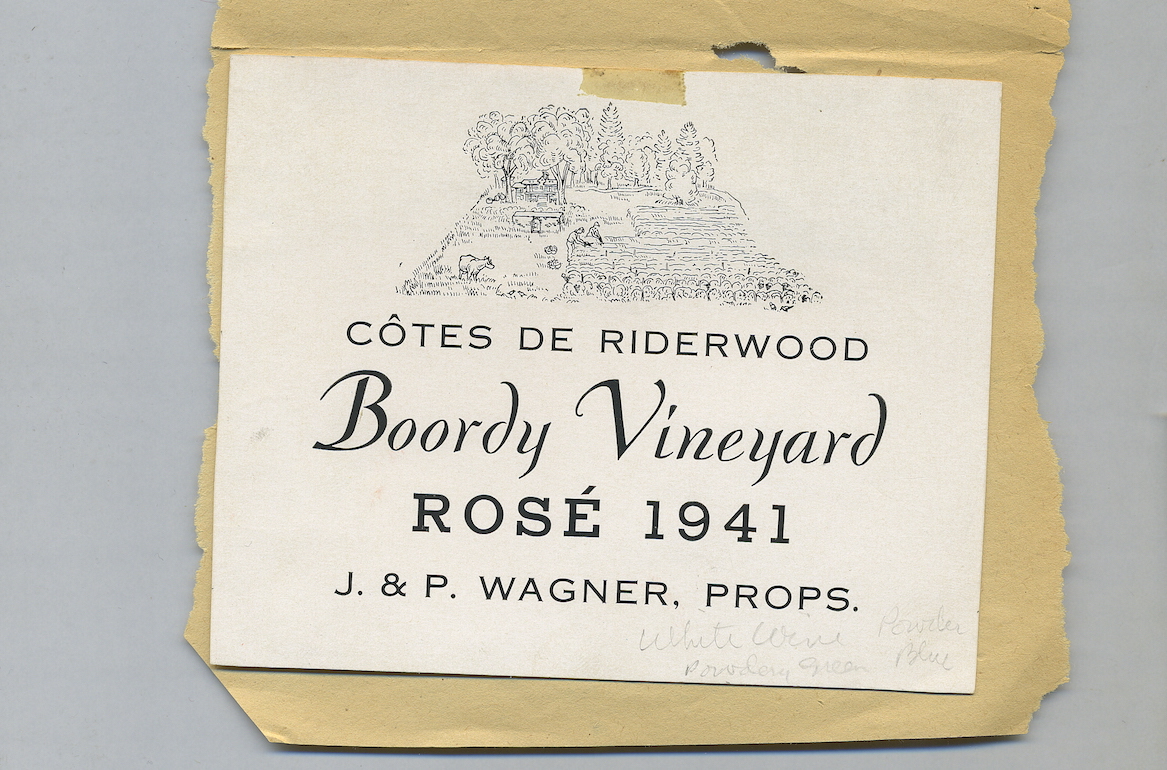 CÔTES DE RIDERWOOD
Boordy Vineyard
ROSÉ 1941
J. & P. WAGNER, PROPS.
White Wine Powder
Powdery Green Blue